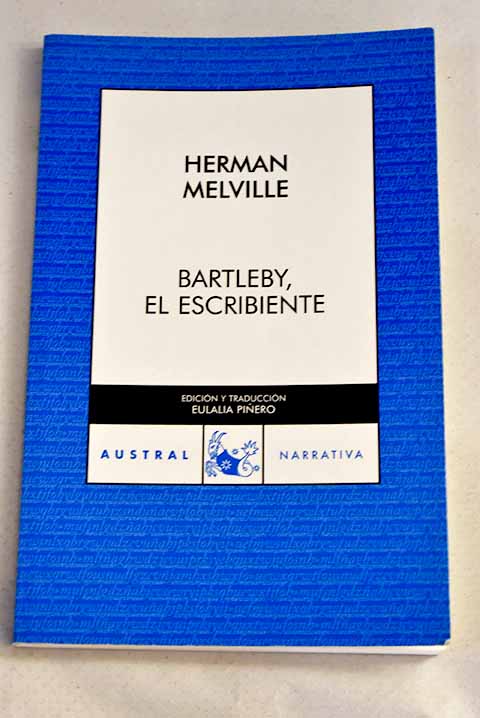 HERMAN
MELVILLE
BARTLEBY,
EL ESCRIBIENTE
EDICIÓN Y TRADUCCIÓN
EULALIA PIÑERO
AUSTRAL
NARRATIVA